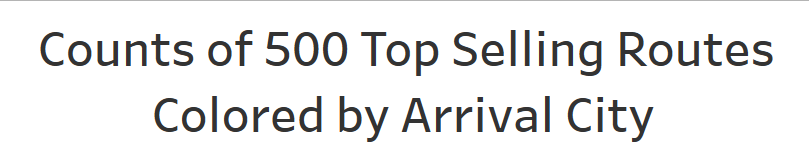 Counts of 500 Top Selling Routes
Colored by Arrival City